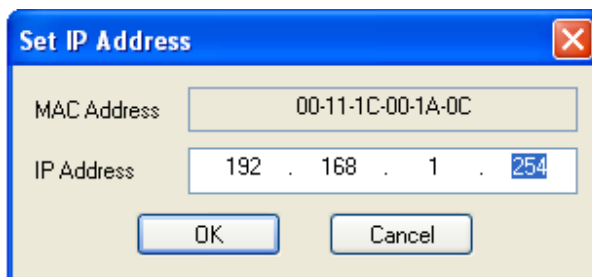 Set IP Address
MAC Address 00-11-1C-00-1A-0C
IP Address 192 . 168 . 1 . 254
OK Cancel